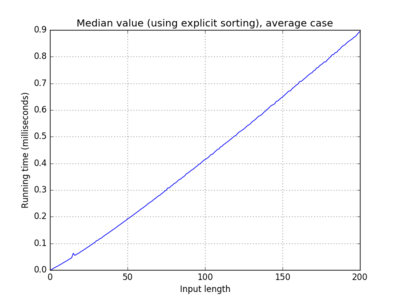 Median value (using explicit sorting), average case
0.9
0.8
0.7
0.6
0.5
0.4
0.3
0.2
0.1
0.0
Running time (milliseconds)
0 50 100 150 200
Input length